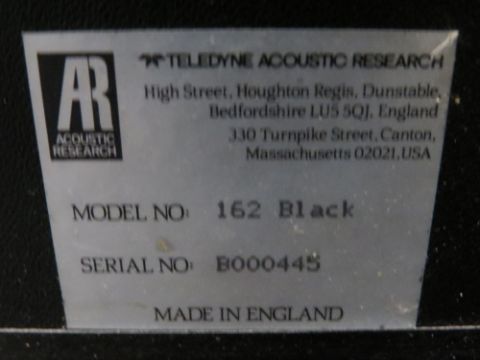 AR
ACOUSTIC
RESEARCH
TELEDYNE ACOUSTIC RESEARCH
High Street, Houghton Regis, Dunstable,
Bedfordshire LU5 5QJ, England
330 Turnpike Street, Canton,
Massachusetts 02021, USA
MODEL NO: 162 Black
SERIAL NO: B000445
MADE IN ENGLAND